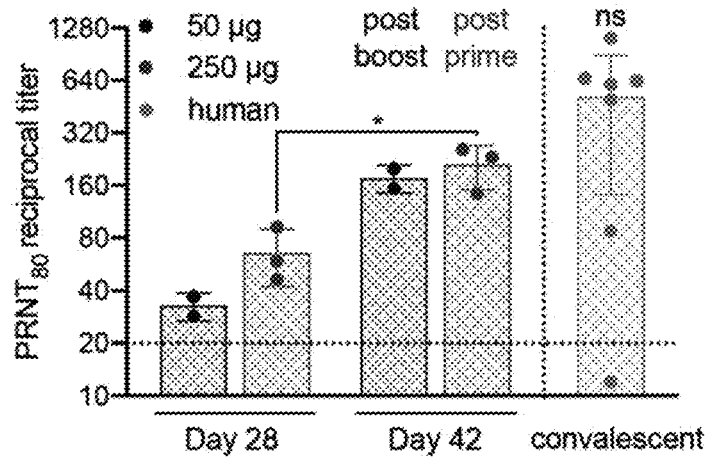 PRNT80 reciprocal titer
1280
640
320
160
80
40
20
10
50 µg
250 µg
human
post
boost
post
prime
ns
*
Day 28
Day 42
convalescent